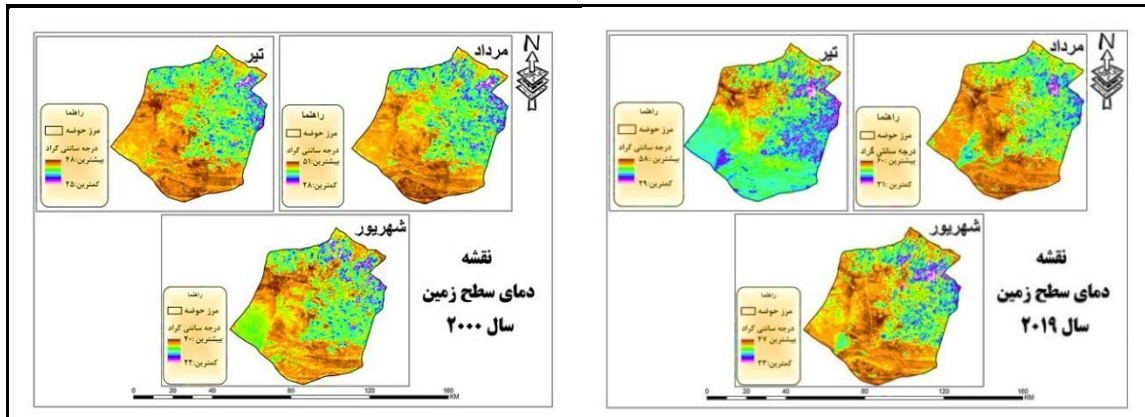 تیر
راهنما
مرز حوضه
درجه سانتی گراد
بیشترین:۴۸
کمترین:۲۵
مرداد
N
راهنما
مرز حوضه
درجه سانتی گراد
بیشترین:۵۱
کمترین:۲۸
شهریور
راهنما
مرز حوضه
درجه سانتی گراد
بیشترین:۴۰
کمترین:۲۲
نقشه
دمای سطح زمین
سال ۲۰۰۰
0 20 40 80 120 160
KM
تیر
راهنما
مرز حوضه
درجه سانتی گراد
بیشترین:۵۸
کمترین:۲۹
مرداد
N
راهنما
مرز حوضه
درجه سانتی گراد
بیشترین:۶۰
کمترین:۳۱
شهریور
راهنما
مرز حوضه
درجه سانتی گراد
بیشترین:۴۷
کمترین:۲۳
نقشه
دمای سطح زمین
سال ۲۰۱۹
0 20 40 80 120 160
KM